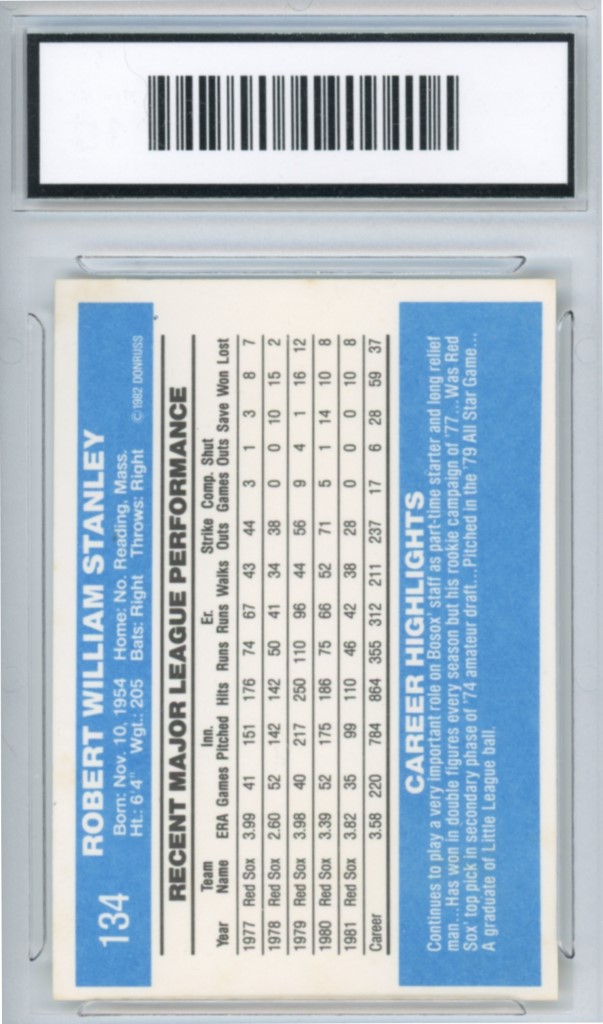 134 ROBERT WILLIAM STANLEY
Born: Nov. 10, 1954 Home: No. Reading, Mass.
Ht.: 6'4" Wgt.: 205 Bats: Right Throws: Right © 1982 DONRUSS
RECENT MAJOR LEAGUE PERFORMANCE
Team Inn. Er. Strike Comp. Shut
Year Name ERA Games Pitched Hits Runs Runs Walks Outs Games Outs Save Won Lost
1977 Red Sox 3.99 41 151 176 74 67 43 44 3 1 3 8 7
1978 Red Sox 2.60 52 142 142 50 41 34 38 0 0 10 15 2
1979 Red Sox 3.98 40 217 250 110 96 44 56 9 4 1 16 12
1980 Red Sox 3.39 52 175 186 75 66 52 71 5 1 14 10 8
1981 Red Sox 3.82 35 99 110 46 42 38 28 0 0 0 10 8
Career 3.58 220 784 864 355 312 211 237 17 6 28 59 37
CAREER HIGHLIGHTS
Continues to play a very important role on Bosox' staff as part-time starter and long relief
man...Has won in double figures every season but his rookie campaign of '77...Was Red
Sox' top pick in secondary phase of '74 amateur draft...Pitched in the '79 All Star Game...
A graduate of Little League ball.